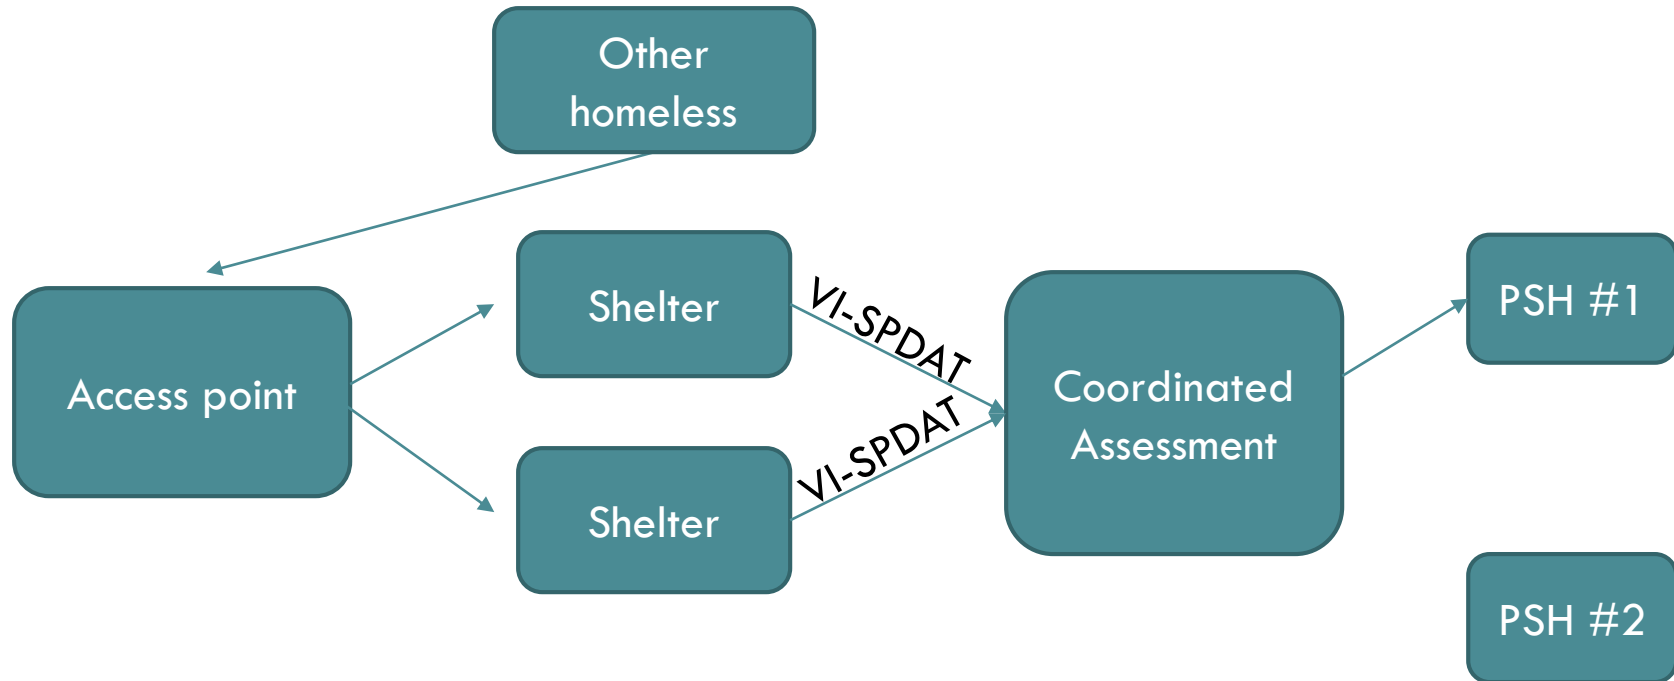 Other
homeless
Access point
Shelter
Shelter
VI-SPDAT
VI-SPDAT
Coordinated
Assessment
PSH #1
PSH #2